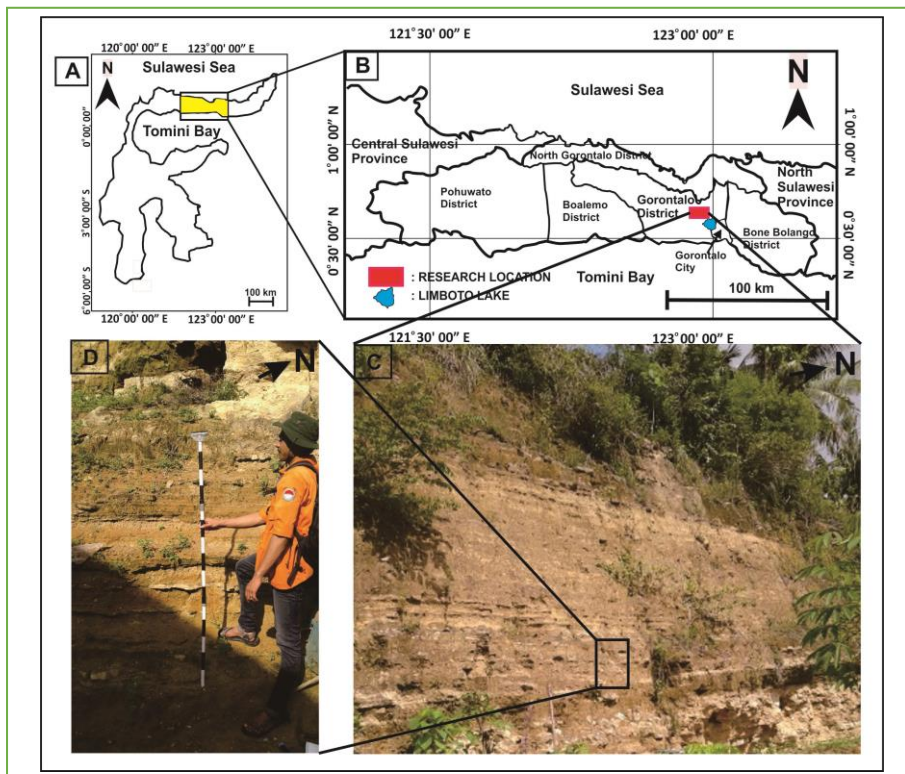 120° 00' 00" E 123° 00' 00" E
A
N
Sulawesi Sea
Tomini Bay
0° 00' 00"
3° 00' 00"S
6° 00' 00"S
100 km
120° 00' 00" E 123° 00' 00" E
121° 30' 00" E 123° 00' 00" E
B
N
Sulawesi Sea
1° 00' 00" N
1° 00' 00" N
Central Sulawesi
Province
North Gorontalo District
North
Sulawesi
Province
Pohuwato
District
Boalemo
District
Gorontalou
District
Bone Bolango
District
Gorontalo
City
0° 30' 00" N
0° 30' 00" N
: RESEARCH LOCATION
: LIMBOTO LAKE
Tomini Bay
100 km
121° 30' 00" E 123° 00' 00" E
D
N
C
N